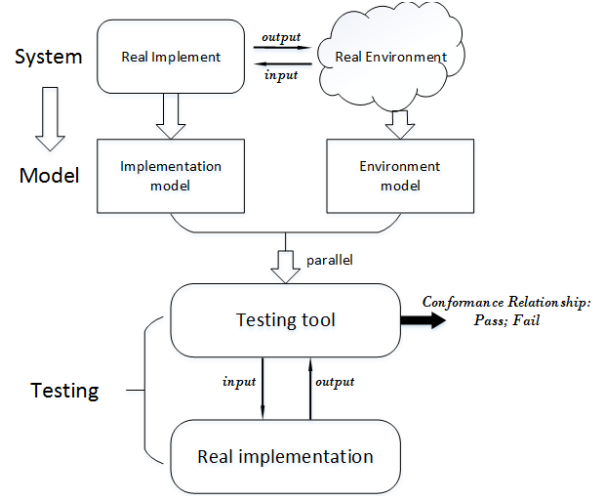 System
Real Implement
output
input
Real Environment
Model
Implementation
model
Environment
model
parallel
Testing tool
Conformance Relationship:
Pass; Fail
Testing
input
output
Real implementation